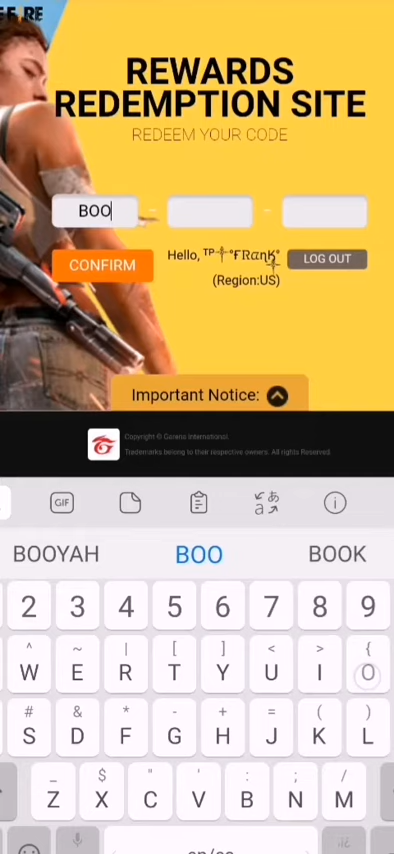 REWARDS
REDEMPTION SITE
REDEEM YOUR CODE
BOO - -
CONFIRM
Hello, ᵀᴾ༒°ƑRαɳƘ°
(Region:US)
LOG OUT
Important Notice:
Copyright © Garena International.
Trademarks belong to their respective owners. All rights Reserved.
GIF
BOOYAH BOO BOOK
2 3 4 5 6 7 8 9
^ ~ | [ ] < > {
W E R T Y U I O
# & * - + = ( )
S D F G H J K L
_ $ " ' : ; /
Z X C V B N M